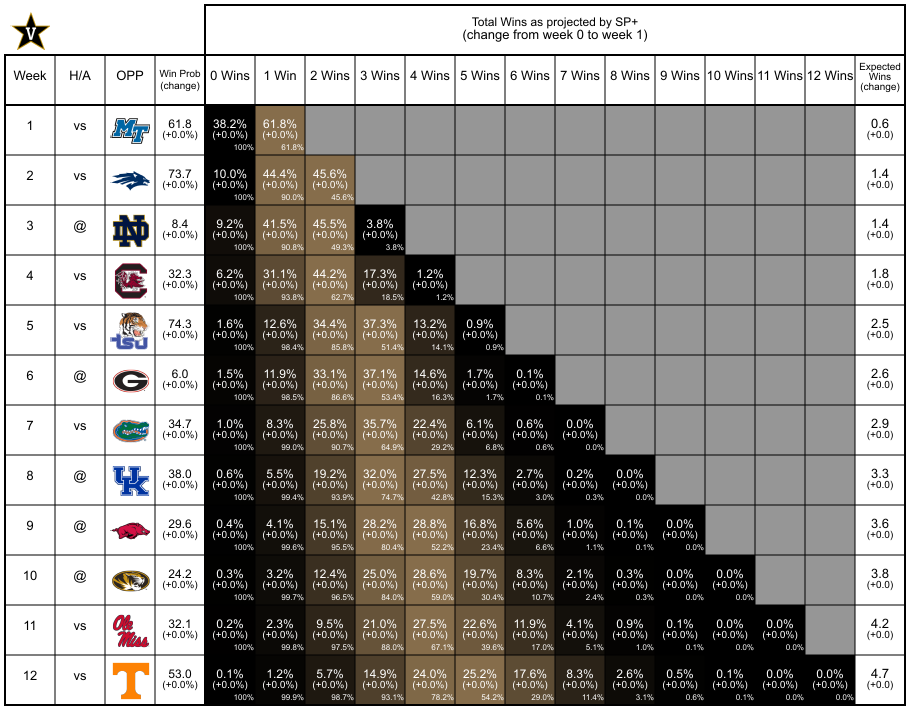 V
Total Wins as projected by SP+
(change from week 0 to week 1)
Week H/A OPP Win Prob (change) 0 Wins 1 Win 2 Wins 3 Wins 4 Wins 5 Wins 6 Wins 7 Wins 8 Wins 9 Wins 10 Wins 11 Wins 12 Wins Expected Wins (change)
1 vs MT 61.8 38.2% 61.8% 0.6
(+0.0%) (+0.0%) (+0.0%) (+0.0)
100% 61.8%
2 vs 73.7 10.0% 44.4% 45.6% 1.4
(+0.0%) (+0.0%) (+0.0%) (+0.0%) (+0.0)
100% 90.0% 45.6%
3 @ ND 8.4 9.2% 41.5% 45.5% 3.8% 1.4
(+0.0%) (+0.0%) (+0.0%) (+0.0%) (+0.0%) (+0.0)
100% 90.8% 49.3% 3.8%
4 vs C 32.3 6.2% 31.1% 44.2% 17.3% 1.2% 1.8
(+0.0%) (+0.0%) (+0.0%) (+0.0%) (+0.0%) (+0.0%) (+0.0)
100% 93.8% 62.7% 18.5% 1.2%
5 vs TSU 74.3 1.6% 12.6% 34.4% 37.3% 13.2% 0.9% 2.5
(+0.0%) (+0.0%) (+0.0%) (+0.0%) (+0.0%) (+0.0%) (+0.0%) (+0.0)
100% 98.4% 85.8% 51.4% 14.1% 0.9%
6 @ G 6.0 1.5% 11.9% 33.1% 37.1% 14.6% 1.7% 0.1% 2.6
(+0.0%) (+0.0%) (+0.0%) (+0.0%) (+0.0%) (+0.0%) (+0.0%) (+0.0%) (+0.0)
100% 98.5% 86.6% 53.4% 16.3% 1.7% 0.1%
7 vs 34.7 1.0% 8.3% 25.8% 35.7% 22.4% 6.1% 0.6% 0.0% 2.9
(+0.0%) (+0.0%) (+0.0%) (+0.0%) (+0.0%) (+0.0%) (+0.0%) (+0.0%) (+0.0%) (+0.0)
100% 99.0% 90.7% 64.9% 29.2% 6.8% 0.6% 0.0%
8 @ UK 38.0 0.6% 5.5% 19.2% 32.0% 27.5% 12.3% 2.7% 0.2% 0.0% 3.3
(+0.0%) (+0.0%) (+0.0%) (+0.0%) (+0.0%) (+0.0%) (+0.0%) (+0.0%) (+0.0%) (+0.0%) (+0.0)
100% 99.4% 93.9% 74.7% 42.8% 15.3% 3.0% 0.3% 0.0%
9 @ 29.6 0.4% 4.1% 15.1% 28.2% 28.8% 16.8% 5.6% 1.0% 0.1% 0.0% 3.6
(+0.0%) (+0.0%) (+0.0%) (+0.0%) (+0.0%) (+0.0%) (+0.0%) (+0.0%) (+0.0%) (+0.0%) (+0.0%) (+0.0)
100% 99.6% 95.5% 80.4% 52.2% 23.4% 6.6% 1.1% 0.1% 0.0%
10 @ 24.2 0.3% 3.2% 12.4% 25.0% 28.6% 19.7% 8.3% 2.1% 0.3% 0.0% 0.0% 3.8
(+0.0%) (+0.0%) (+0.0%) (+0.0%) (+0.0%) (+0.0%) (+0.0%) (+0.0%) (+0.0%) (+0.0%) (+0.0%) (+0.0%) (+0.0)
100% 99.7% 96.5% 84.0% 59.0% 30.4% 10.7% 2.4% 0.3% 0.0% 0.0%
11 vs Ole Miss 32.1 0.2% 2.3% 9.5% 21.0% 27.5% 22.6% 11.9% 4.1% 0.9% 0.1% 0.0% 0.0% 4.2
(+0.0%) (+0.0%) (+0.0%) (+0.0%) (+0.0%) (+0.0%) (+0.0%) (+0.0%) (+0.0%) (+0.0%) (+0.0%) (+0.0%) (+0.0%) (+0.0)
100% 99.8% 97.5% 88.0% 67.1% 39.6% 17.0% 5.1% 1.0% 0.1% 0.0% 0.0%
12 vs T 53.0 0.1% 1.2% 5.7% 14.9% 24.0% 25.2% 17.6% 8.3% 2.6% 0.5% 0.1% 0.0% 0.0% 4.7
(+0.0%) (+0.0%) (+0.0%) (+0.0%) (+0.0%) (+0.0%) (+0.0%) (+0.0%) (+0.0%) (+0.0%) (+0.0%) (+0.0%) (+0.0%) (+0.0%) (+0.0)
100% 99.9% 98.7% 93.1% 78.2% 54.2% 29.0% 11.4% 3.1% 0.6% 0.1% 0.0% 0.0%